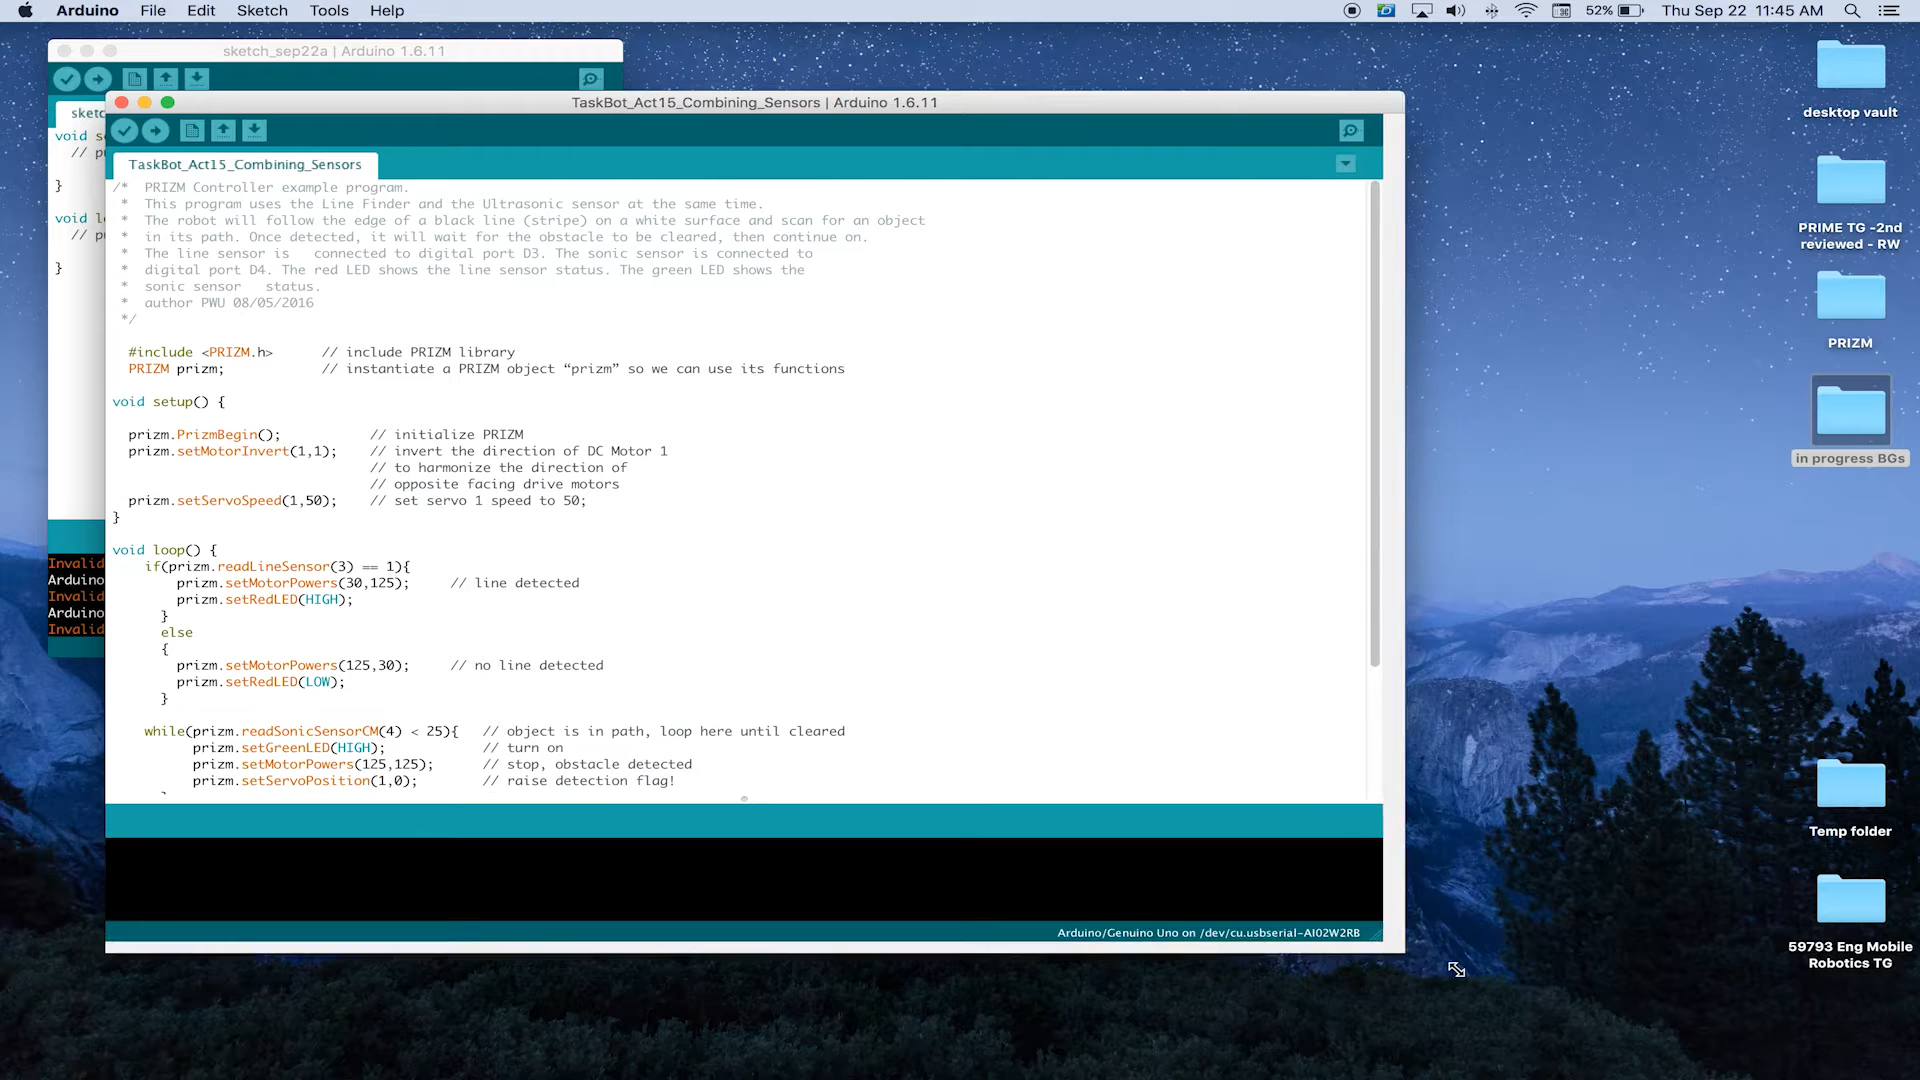 Arduino File Edit Sketch Tools Help
52% Thu Sep 22 11:45 AM
sketch_sep22a | Arduino 1.6.11
void
}
void
}
Invalid
Arduino
Invalid
Arduino
Invalid
TaskBot_Act15_Combining_Sensors | Arduino 1.6.11
TaskBot_Act15_Combining_Sensors
/* PRIZM Controller example program.
* This program uses the Line Finder and the Ultrasonic sensor at the same time.
* The robot will follow the edge of a black line (stripe) on a white surface and scan for an object
* in its path. Once detected, it will wait for the obstacle to be cleared, then continue on.
* The line sensor is connected to digital port D3. The sonic sensor is connected to
* digital port D4. The red LED shows the line sensor status. The green LED shows the
* sonic sensor status.
* author PWU 08/05/2016
*/
#include <PRIZM.h> // include PRIZM library
PRIZM prizm; // instantiate a PRIZM object “prizm” so we can use its functions
void setup() {
prizm.PrizmBegin(); // initialize PRIZM
prizm.setMotorInvert(1,1); // invert the direction of DC Motor 1
// to harmonize the direction of
// opposite facing drive motors
prizm.setServoSpeed(1,50); // set servo 1 speed to 50;
}
void loop() {
if(prizm.readLineSensor(3) == 1){
prizm.setMotorPowers(30,125); // line detected
prizm.setRedLED(HIGH);
}
else
{
prizm.setMotorPowers(125,30); // no line detected
prizm.setRedLED(LOW);
}
while(prizm.readSonicSensorCM(4) < 25){ // object is in path, loop here until cleared
prizm.setGreenLED(HIGH); // turn on
prizm.setMotorPowers(125,125); // stop, obstacle detected
prizm.setServoPosition(1,0); // raise detection flag!
Arduino/Genuino Uno on /dev/cu.usbserial-AI02W2RB
desktop vault
PRIME TG -2nd
reviewed - RW
PRIZM
in progress BGs
Temp folder
59793 Eng Mobile
Robotics TG